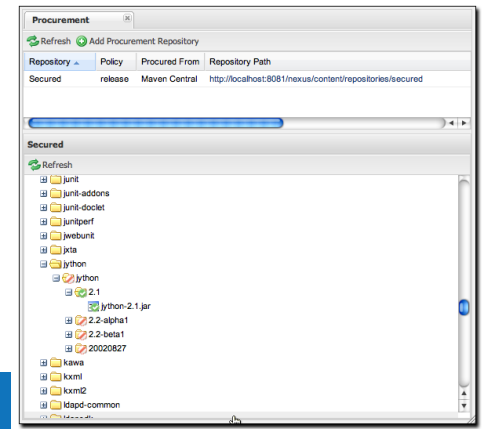 Procurement
Refresh Add Procurement Repository
Repository Policy Procured From Repository Path
Secured release Maven Central http://localhost:8081/nexus/content/repositories/secured
Secured
Refresh
junit
junit-addons
junit-doclet
junitperf
jwebunit
jxta
jython
jython
2.1
jython-2.1.jar
2.2-alpha1
2.2-beta1
20020827
kawa
kxml
kxml2
ldapd-common